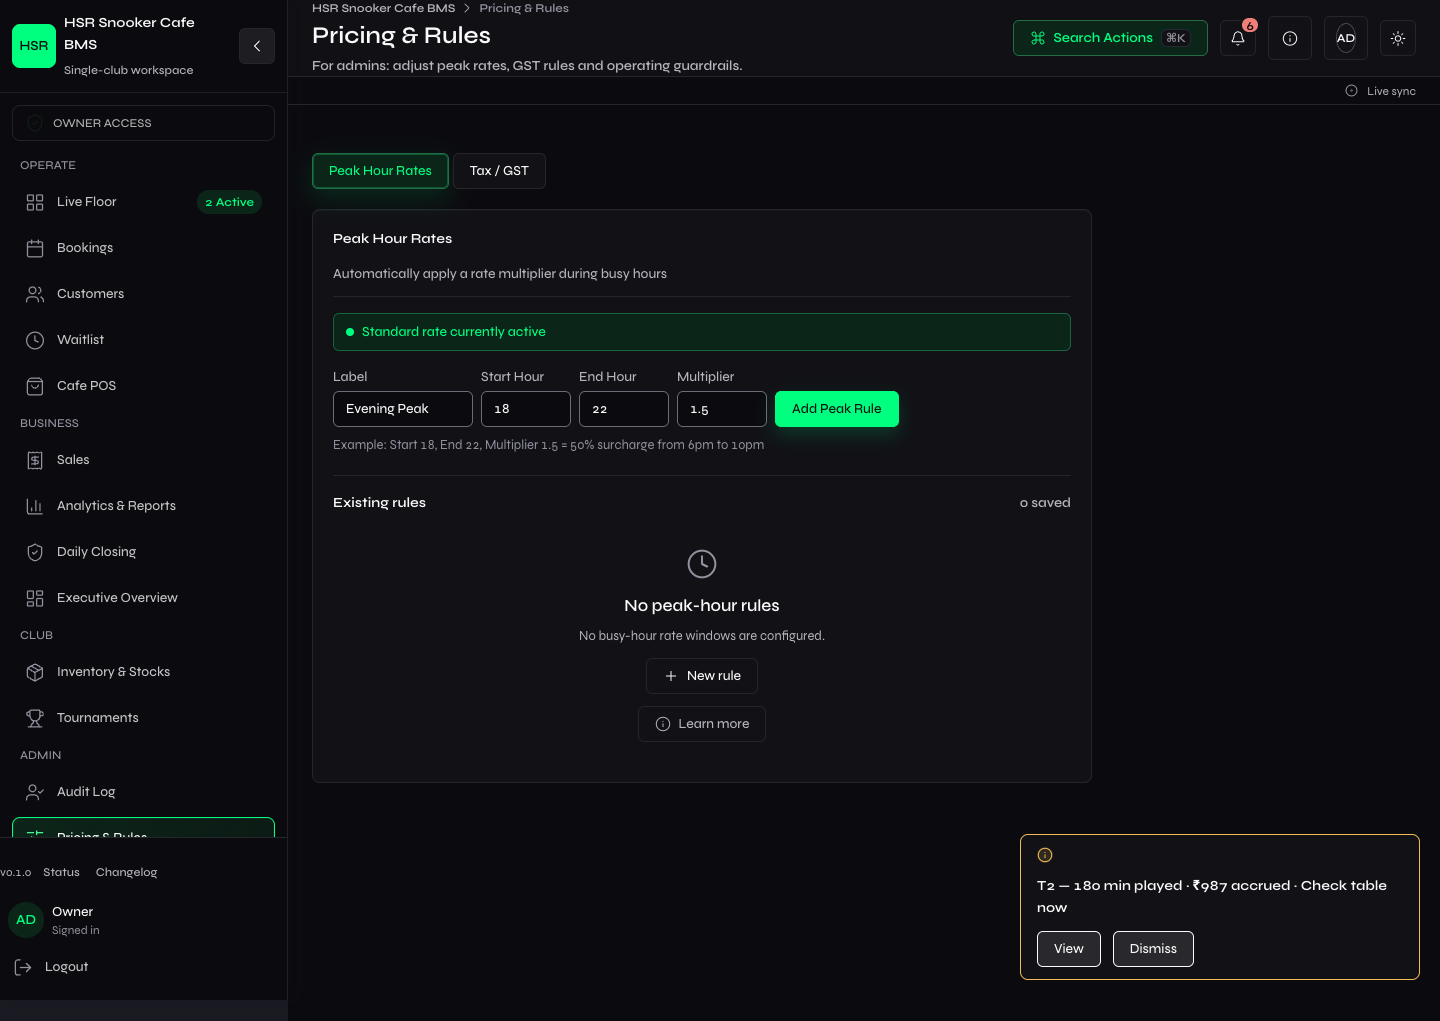 HSR
HSR Snooker Cafe
BMS
Single-club workspace
OWNER ACCESS
OPERATE
Live Floor
2 Active
Bookings
Customers
Waitlist
Cafe POS
BUSINESS
Sales
Analytics & Reports
Daily Closing
Executive Overview
CLUB
Inventory & Stocks
Tournaments
ADMIN
Audit Log
Pricing & Rules
v0.1.0 Status Changelog
AD
Owner
Signed in
Logout
HSR Snooker Cafe BMS > Pricing & Rules
Pricing & Rules
For admins: adjust peak rates, GST rules and operating guardrails.
Search Actions ⌘K
6
AD
Live sync
Peak Hour Rates
Tax / GST
Peak Hour Rates
Automatically apply a rate multiplier during busy hours
Standard rate currently active
Label Start Hour End Hour Multiplier
Evening Peak 18 22 1.5 Add Peak Rule
Example: Start 18, End 22, Multiplier 1.5 = 50% surcharge from 6pm to 10pm
Existing rules
0 saved
No peak-hour rules
No busy-hour rate windows are configured.
New rule
Learn more
T2 — 180 min played · ₹987 accrued · Check table
now
View
Dismiss